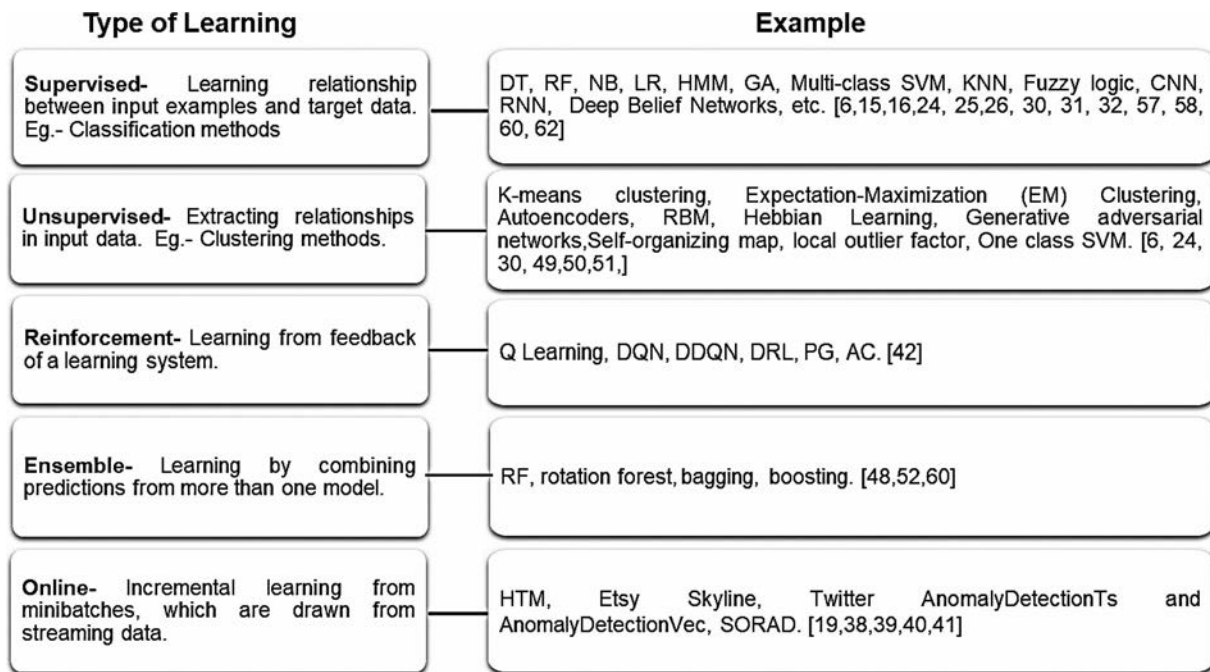 Type of Learning
Example
Supervised- Learning relationship
between input examples and target data.
Eg.- Classification methods
DT, RF, NB, LR, HMM, GA, Multi-class SVM, KNN, Fuzzy logic, CNN,
RNN, Deep Belief Networks, etc. [6,15,16,24, 25,26, 30, 31, 32, 57, 58,
60, 62]
Unsupervised- Extracting relationships
in input data. Eg.- Clustering methods.
K-means clustering, Expectation-Maximization (EM) Clustering,
Autoencoders, RBM, Hebbian Learning, Generative adversarial
networks,Self-organizing map, local outlier factor, One class SVM. [6, 24,
30, 49,50,51,]
Reinforcement- Learning from feedback
of a learning system.
Q Learning, DQN, DDQN, DRL, PG, AC. [42]
Ensemble- Learning by combining
predictions from more than one model.
RF, rotation forest, bagging, boosting. [48,52,60]
Online- Incremental learning from
minibatches, which are drawn from
streaming data.
HTM, Etsy Skyline, Twitter AnomalyDetectionTs and
AnomalyDetectionVec, SORAD. [19,38,39,40,41]